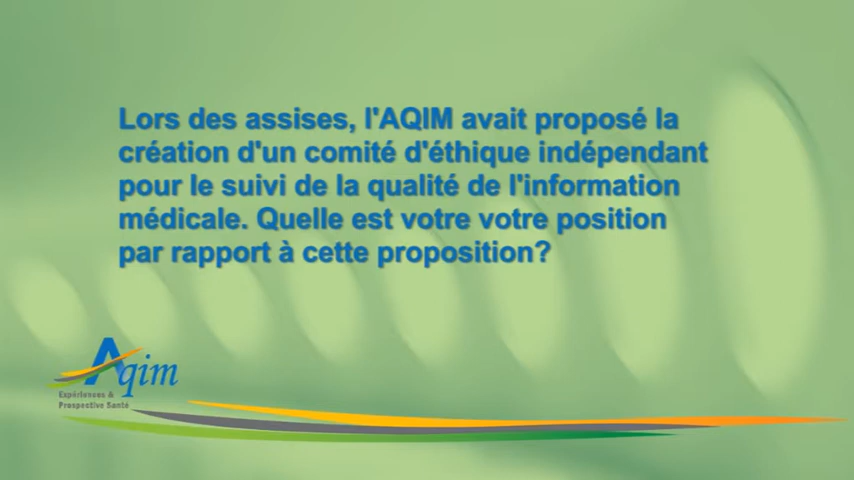 Lors des assises, l'AQIM avait proposé la
création d'un comité d'éthique indépendant
pour le suivi de la qualité de l'information
médicale. Quelle est votre votre position
par rapport à cette proposition?
Aqim
Expériences &
Prospective Santé